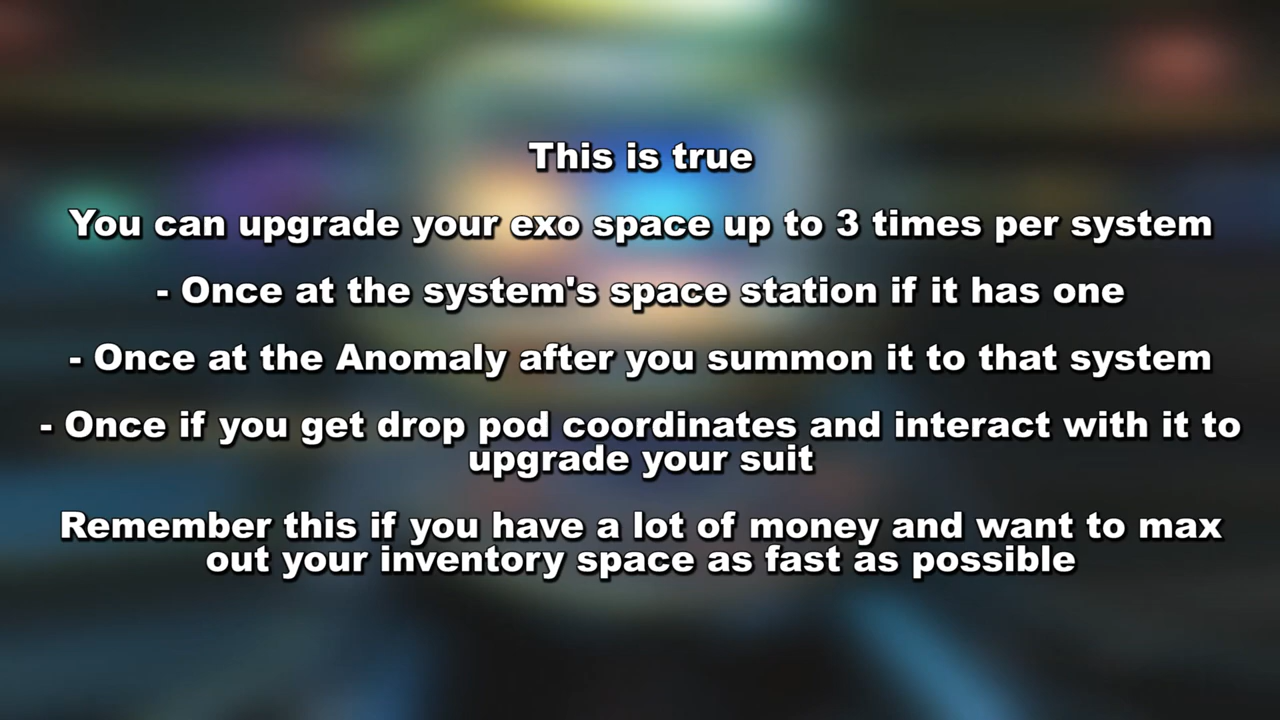 This is true
You can upgrade your exo space up to 3 times per system
- Once at the system's space station if it has one
- Once at the Anomaly after you summon it to that system
- Once if you get drop pod coordinates and interact with it to
upgrade your suit
Remember this if you have a lot of money and want to max
out your inventory space as fast as possible